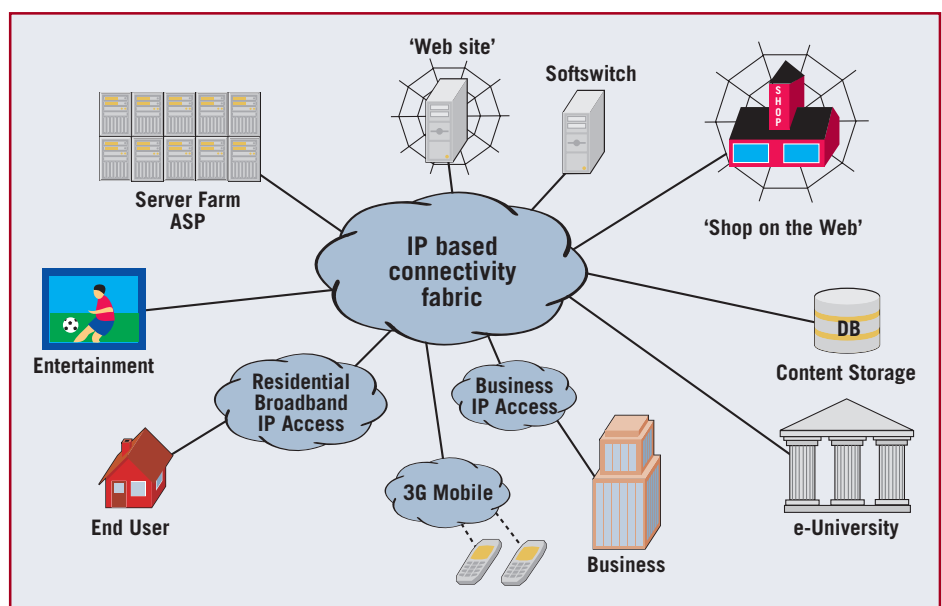 'Web site'
Softswitch
SHOP
Server Farm
ASP
'Shop on the Web'
IP based
connectivity
fabric
Entertainment
DB
Content Storage
Residential
Broadband
IP Access
Business
IP Access
End User
3G Mobile
Business
e-University